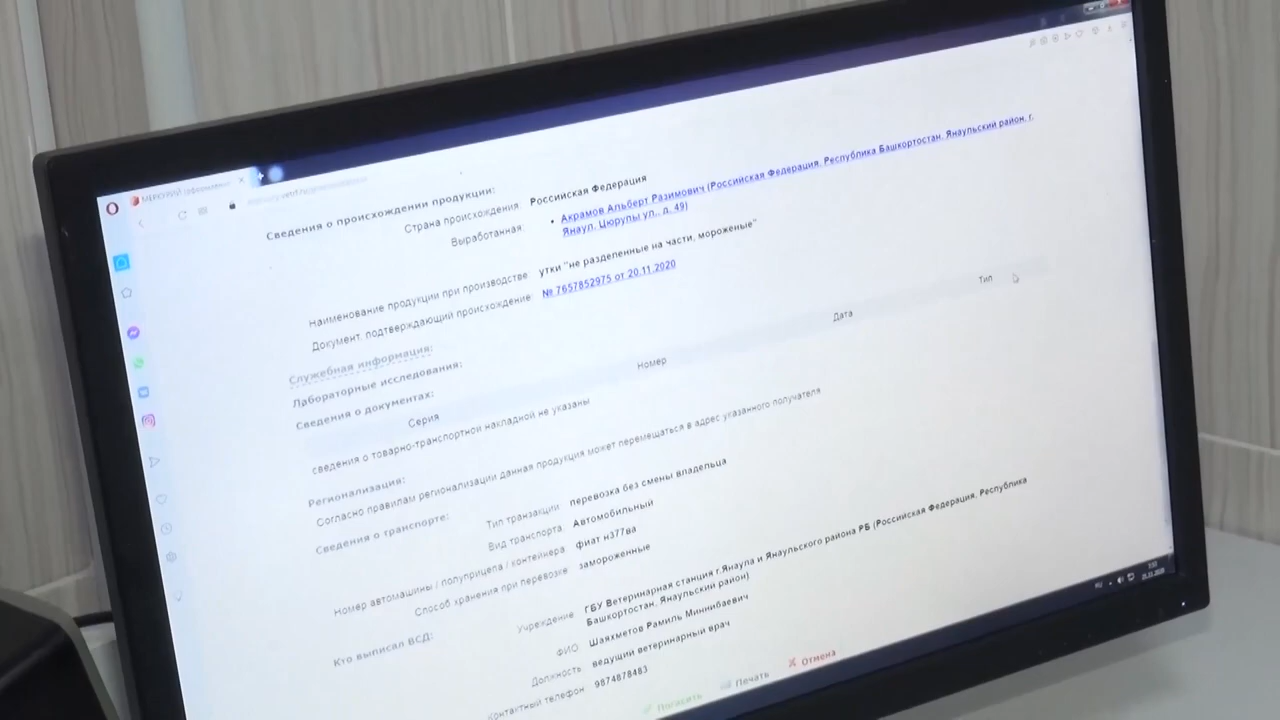 МЕРКУРИЙ
Сведения о происхождении продукции:
Страна происхождения: Российская Федерация
Выработанная • Акрамов Альберт Разимович (Российская Федерация, Республика Башкортостан, Янаульский район, г.
Янаул, Цюрупы ул., д. 49)
Наименование продукции при производстве: утки "не разделенные на части, мороженые"
Документ, подтверждающий происхождение: № 7657852975 от 20.11.2020
Служебная информация:
Лабораторные исследования:
Сведения о документах:
Серия Номер Дата Тип
сведения о товарно-транспортной накладной не указаны
Регионализация:
Согласно правилам регионализации данная продукция может перемещаться в адрес указанного получателя
Сведения о транспорте:
Тип транзакции перевозка без смены владельца
Вид транспорта Автомобильный
Номер автомашины / полуприцепа / контейнера фиат н377ва
Способ хранения при перевозке замороженные
Кто выписал ВСД:
Учреждение ГБУ Ветеринарная станция г.Янаула и Янаульского района РБ (Российская Федерация, Республика
Башкортостан, Янаульский район)
ФИО Шаяхметов Рамиль Миннибаевич
Должность ведущий ветеринарный врач
Контактный телефон 9874878483
Погасить Печать Отмена